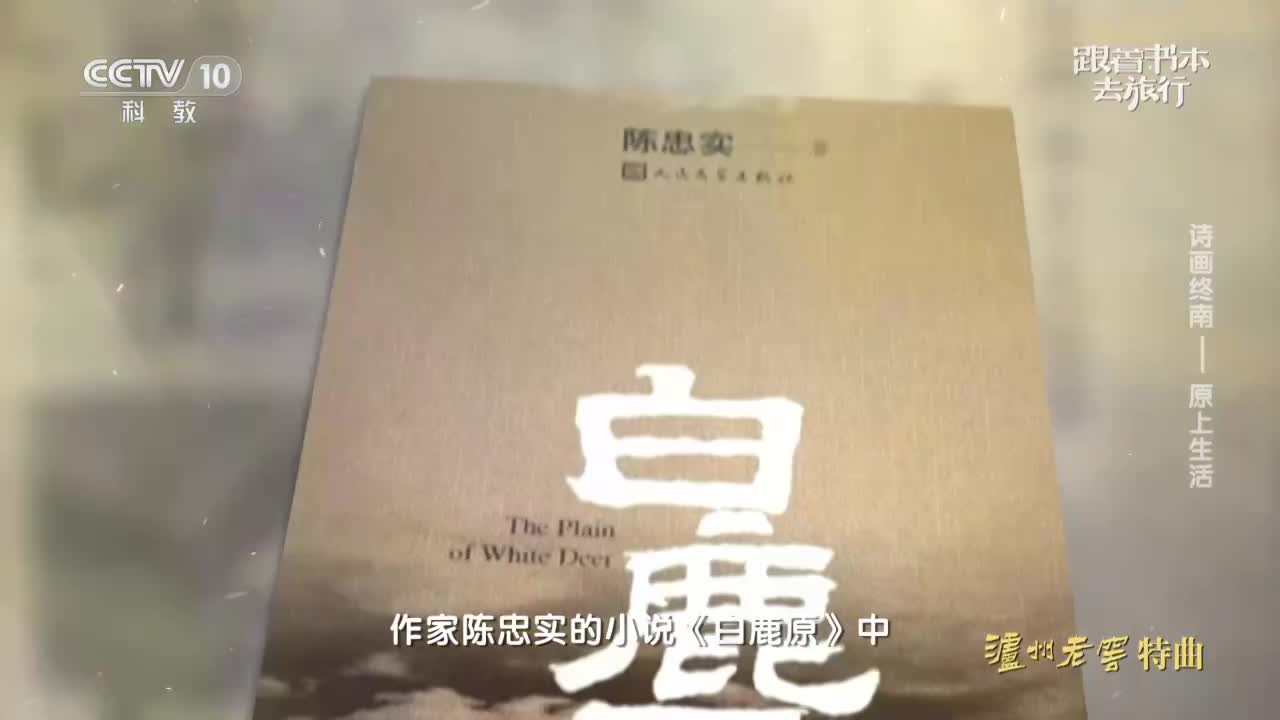 CCTV 10
科教
跟着书本
去旅行
陈忠实 著
人民文学出版社
诗画终南——原上生活
白鹿
The Plain
of White Deer
作家陈忠实的小说《白鹿原》中
泸州老窖特曲